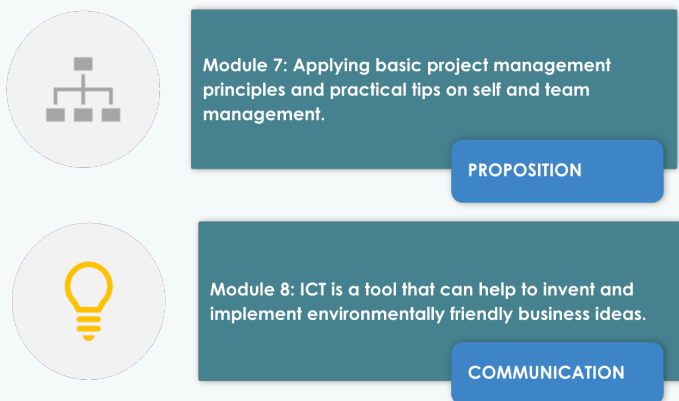 Module 7: Applying basic project management
principles and practical tips on self and team
management.
PROPOSITION
Module 8: ICT is a tool that can help to invent and
implement environmentally friendly business ideas.
COMMUNICATION